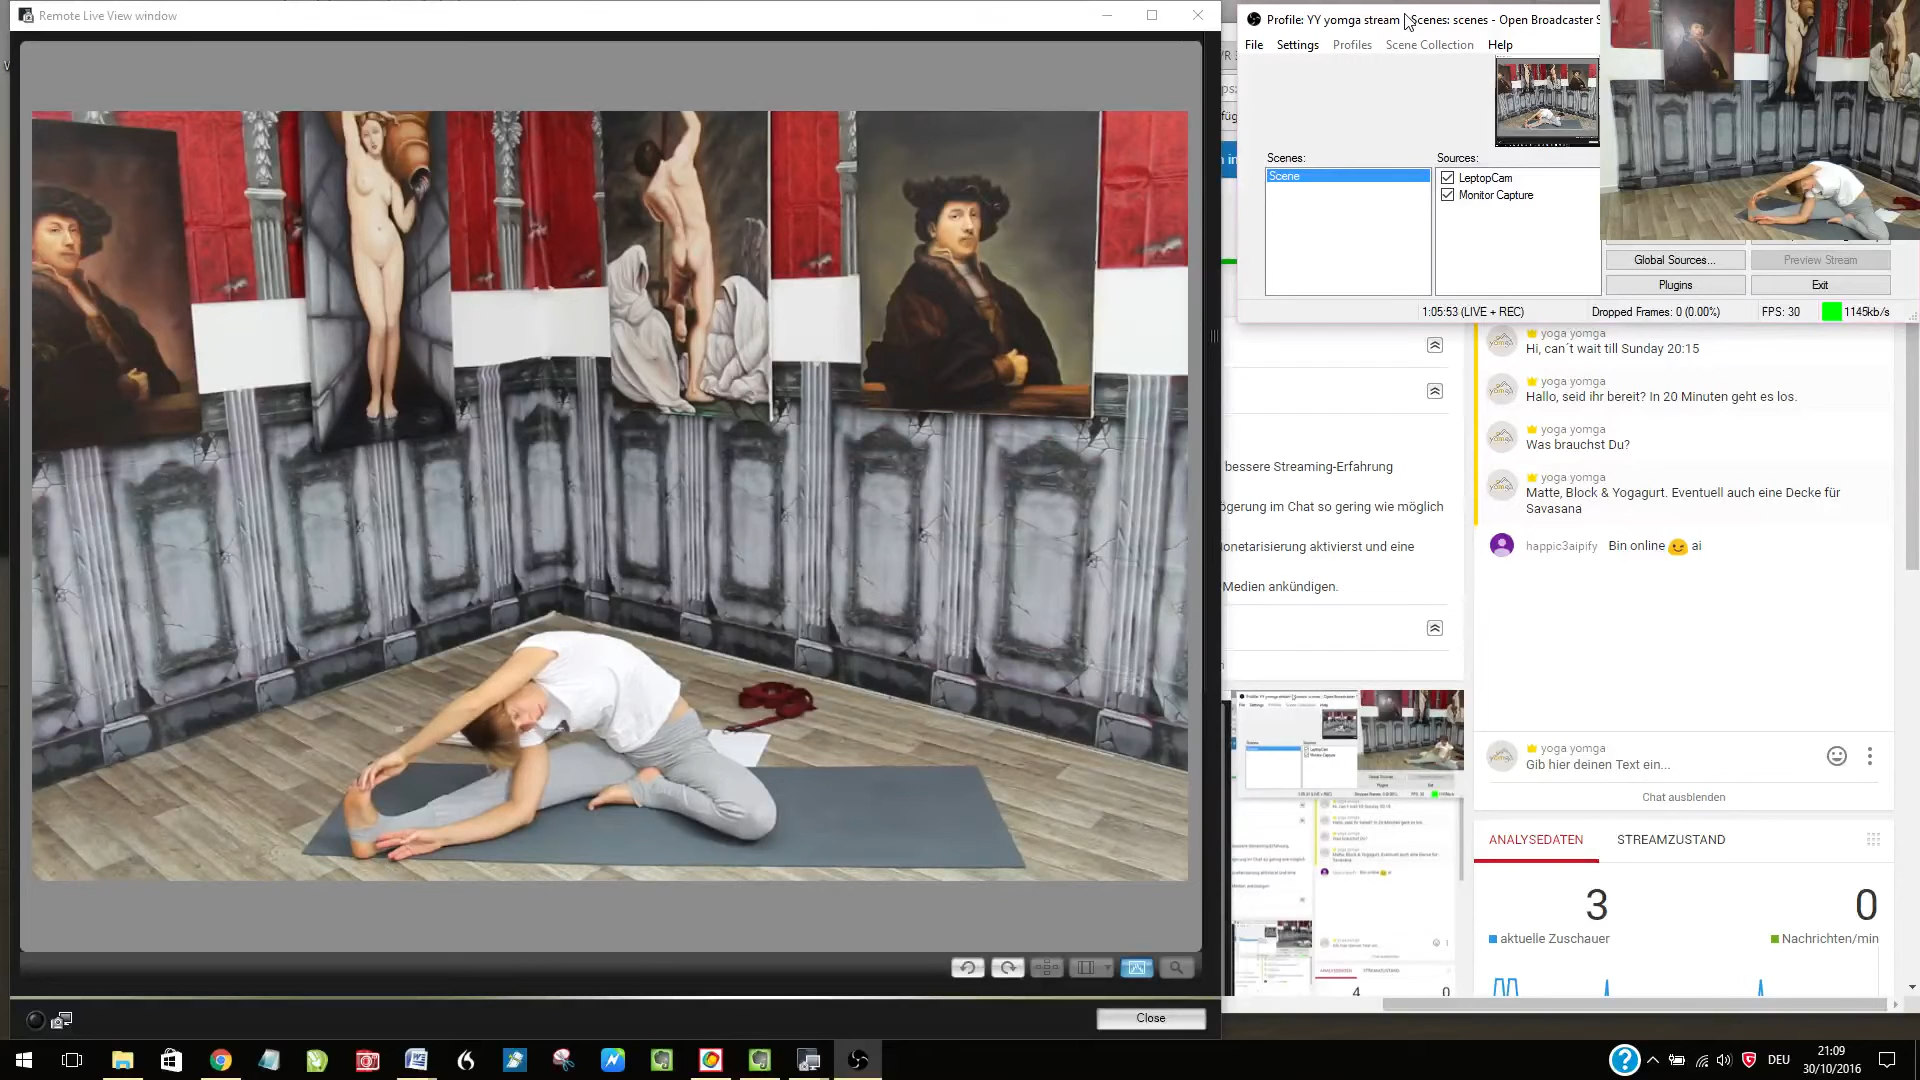 Remote Live View window
Profile: YY yomga stream
Scenes: scenes - Open Broadcaster S
File Settings Profiles Scene Collection Help
Scenes:
Sources:
Scene
LeptopCam
Monitor Capture
Global Sources...
Preview Stream
Plugins
Exit
1:05:53 (LIVE + REC)
Dropped Frames: 0 (0.00%)
FPS: 30
1145kb/s
yoga yomga
Hi, can´t wait till Sunday 20:15
yoga yomga
Hallo, seid ihr bereit? In 20 Minuten geht es los.
yoga yomga
Was brauchst Du?
yoga yomga
Matte, Block & Yogagurt. Eventuell auch eine Decke für
Savasana
happic3aipify Bin online ai
bessere Streaming-Erfahrung
ögerung im Chat so gering wie möglich
onetarisierung aktivierst und eine
Medien ankündigen.
yoga yomga
Gib hier deinen Text ein...
Chat ausblenden
ANALYSEDATEN STREAMZUSTAND
3
0
aktuelle Zuschauer
Nachrichten/min
4
0
Close
DEU
21:09
30/10/2016